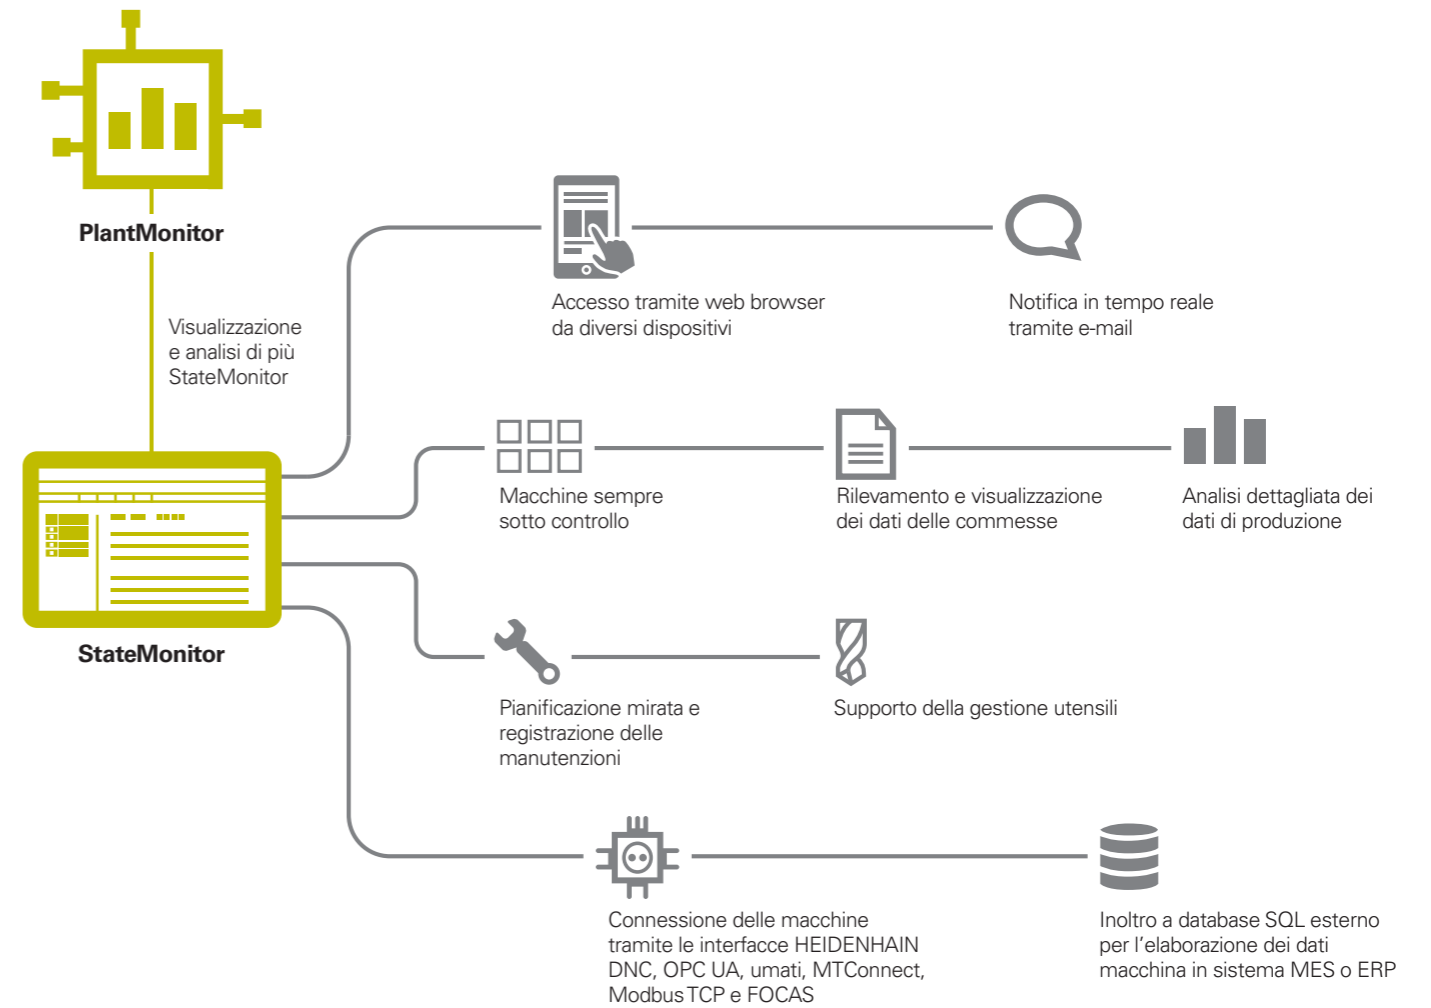 PlantMonitor
Visualizzazione
e analisi di più
StateMonitor
StateMonitor
Accesso tramite web browser
da diversi dispositivi
Notifica in tempo reale
tramite e-mail
Macchine sempre
sotto controllo
Rilevamento e visualizzazione
dei dati delle commesse
Analisi dettagliata dei
dati di produzione
Pianificazione mirata e
registrazione delle
manutenzioni
Supporto della gestione utensili
Connessione delle macchine
tramite le interfacce HEIDENHAIN
DNC, OPC UA, umati, MTConnect,
Modbus TCP e FOCAS
Inoltro a database SQL esterno
per l’elaborazione dei dati
macchina in sistema MES o ERP